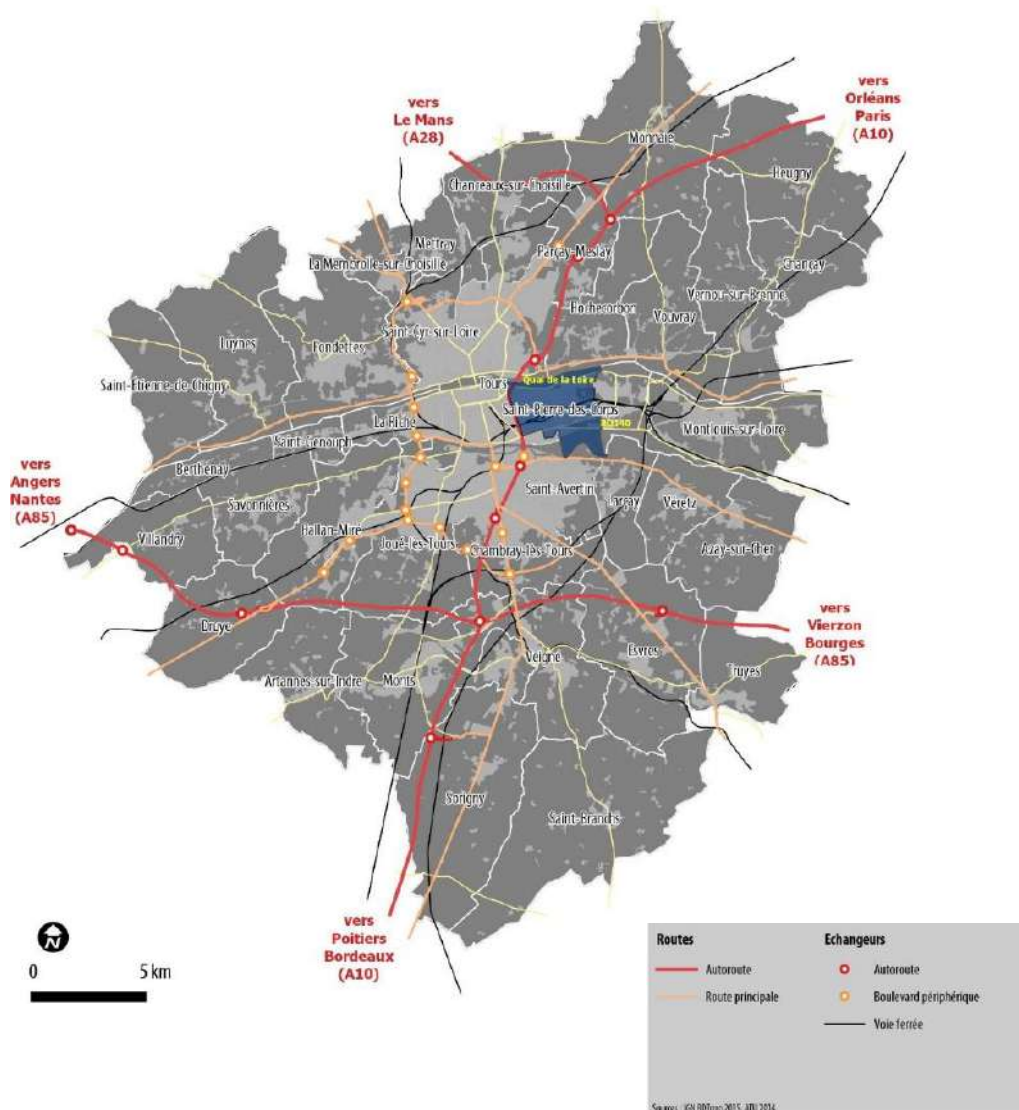 vers
Orléans
Paris
(A10)
vers
Le Mans
(A28)
Monnaie
Reugny
Chanceaux-sur-Choisille
Mettray
Parçay-Meslay
La Membrolle-sur-Choisille
Chançay
Rochecorbon
Vernou-sur-Brenne
Vouvray
Saint-Cyr-sur-Loire
Luynes
Fondettes
Saint-Étienne-de-Chigny
Tours
Quai de la Loire
Saint-Pierre-des-Corps
La Riche
Montlouis-sur-Loire
Saint-Genouph
Berthenay
vers
Angers
Nantes
(A85)
Savonnières
Saint-Avertin
Larçay
Véretz
Villandry
Ballan-Miré
Joué-lès-Tours
Chambray-lès-Tours
Azay-sur-Cher
Druye
vers
Vierzon
Bourges
(A85)
Veigné
Esvres
Truyes
Artannes-sur-Indre
Monts
Sorigny
Saint-Branchs
vers
Poitiers
Bordeaux
(A10)
N
0 5 km
Routes
Autoroute
Route principale
Echangeurs
Autoroute
Boulevard périphérique
Voie ferrée